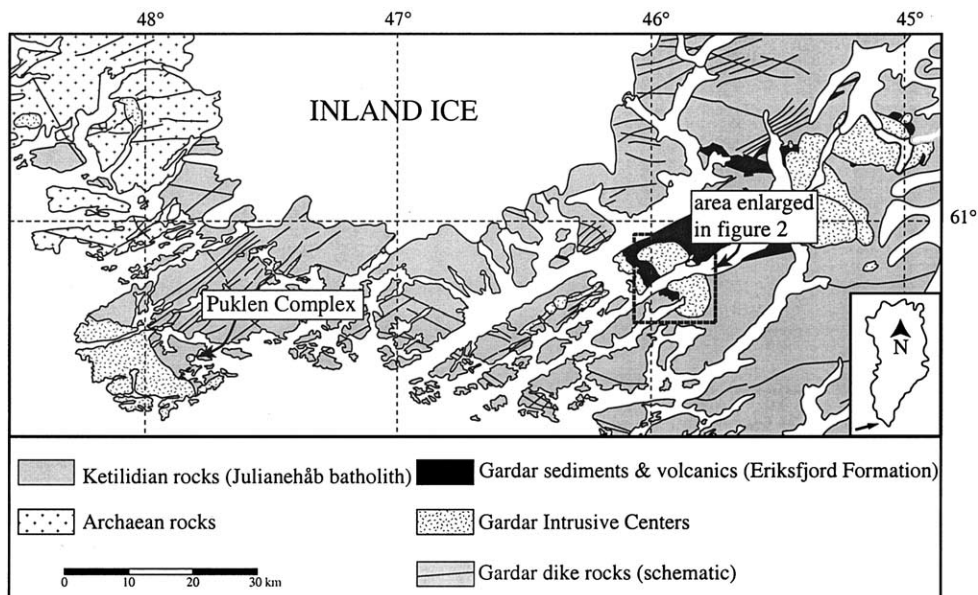 48° 47° 46° 45°
INLAND ICE
area enlarged
in figure 2
61°
Puklen Complex
N
Ketilidian rocks (Julianehåb batholith)
Gardar sediments & volcanics (Eriksfjord Formation)
Archaean rocks
Gardar Intrusive Centers
Gardar dike rocks (schematic)
0 10 20 30 km